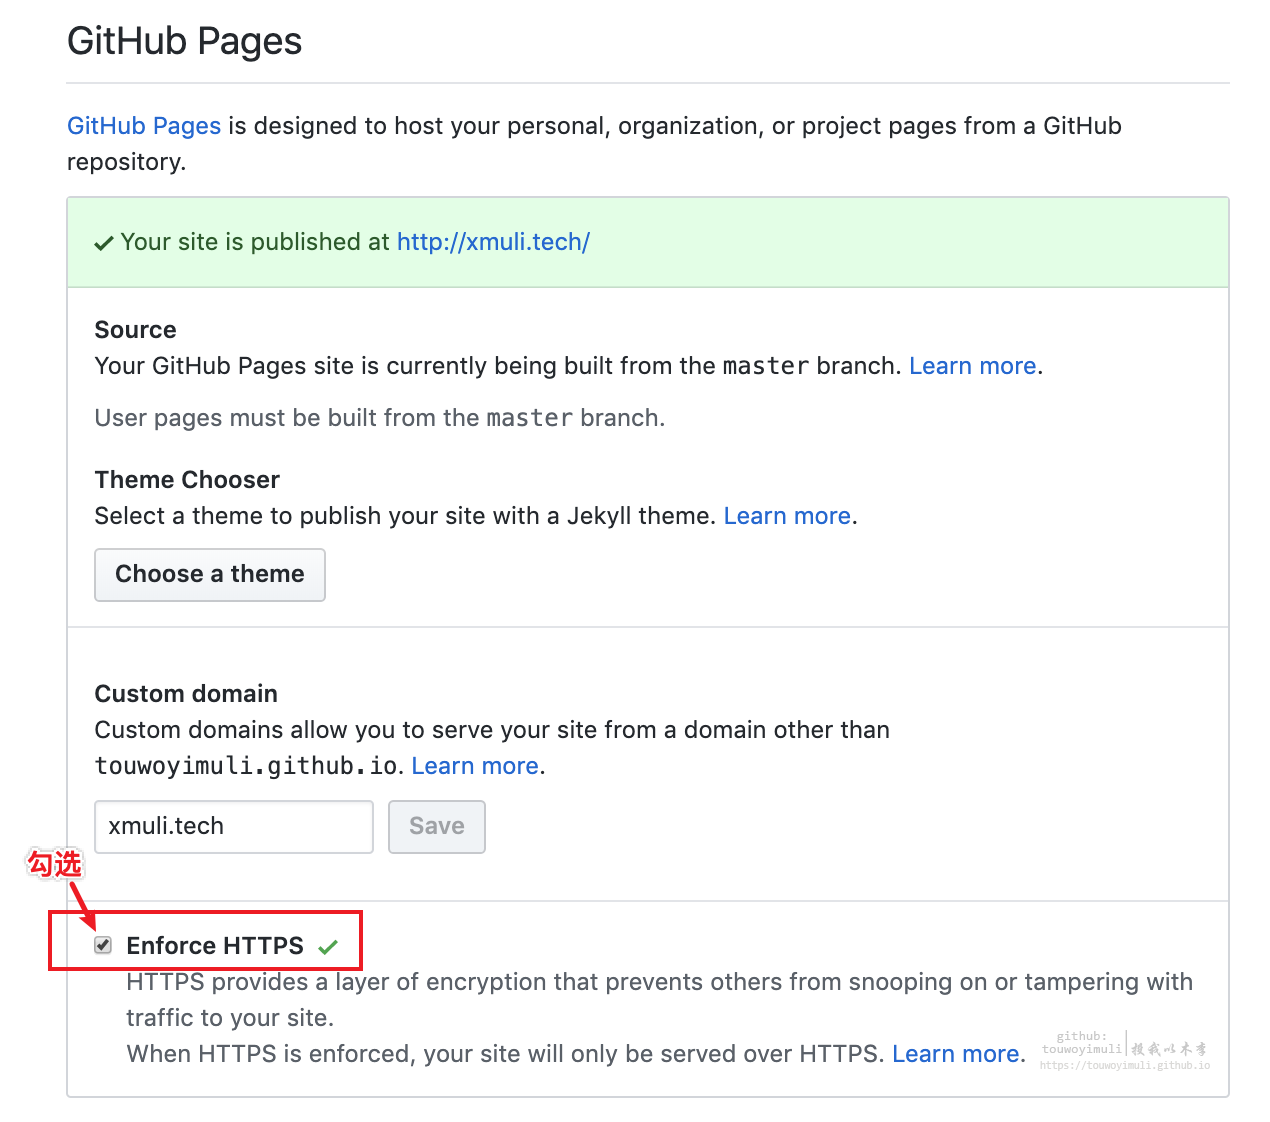 GitHub Pages
GitHub Pages is designed to host your personal, organization, or project pages from a GitHub
repository.
Your site is published at http://xmuli.tech/
Source
Your GitHub Pages site is currently being built from the master branch. Learn more.
User pages must be built from the master branch.
Theme Chooser
Select a theme to publish your site with a Jekyll theme. Learn more.
Choose a theme
Custom domain
Custom domains allow you to serve your site from a domain other than
touwoyimuli.github.io. Learn more.
xmuli.tech Save
勾选
Enforce HTTPS
HTTPS provides a layer of encryption that prevents others from snooping on or tampering with
traffic to your site.
When HTTPS is enforced, your site will only be served over HTTPS. Learn more.
github:
touwoyimuli 投我以木李
https://touwoyimuli.github.io